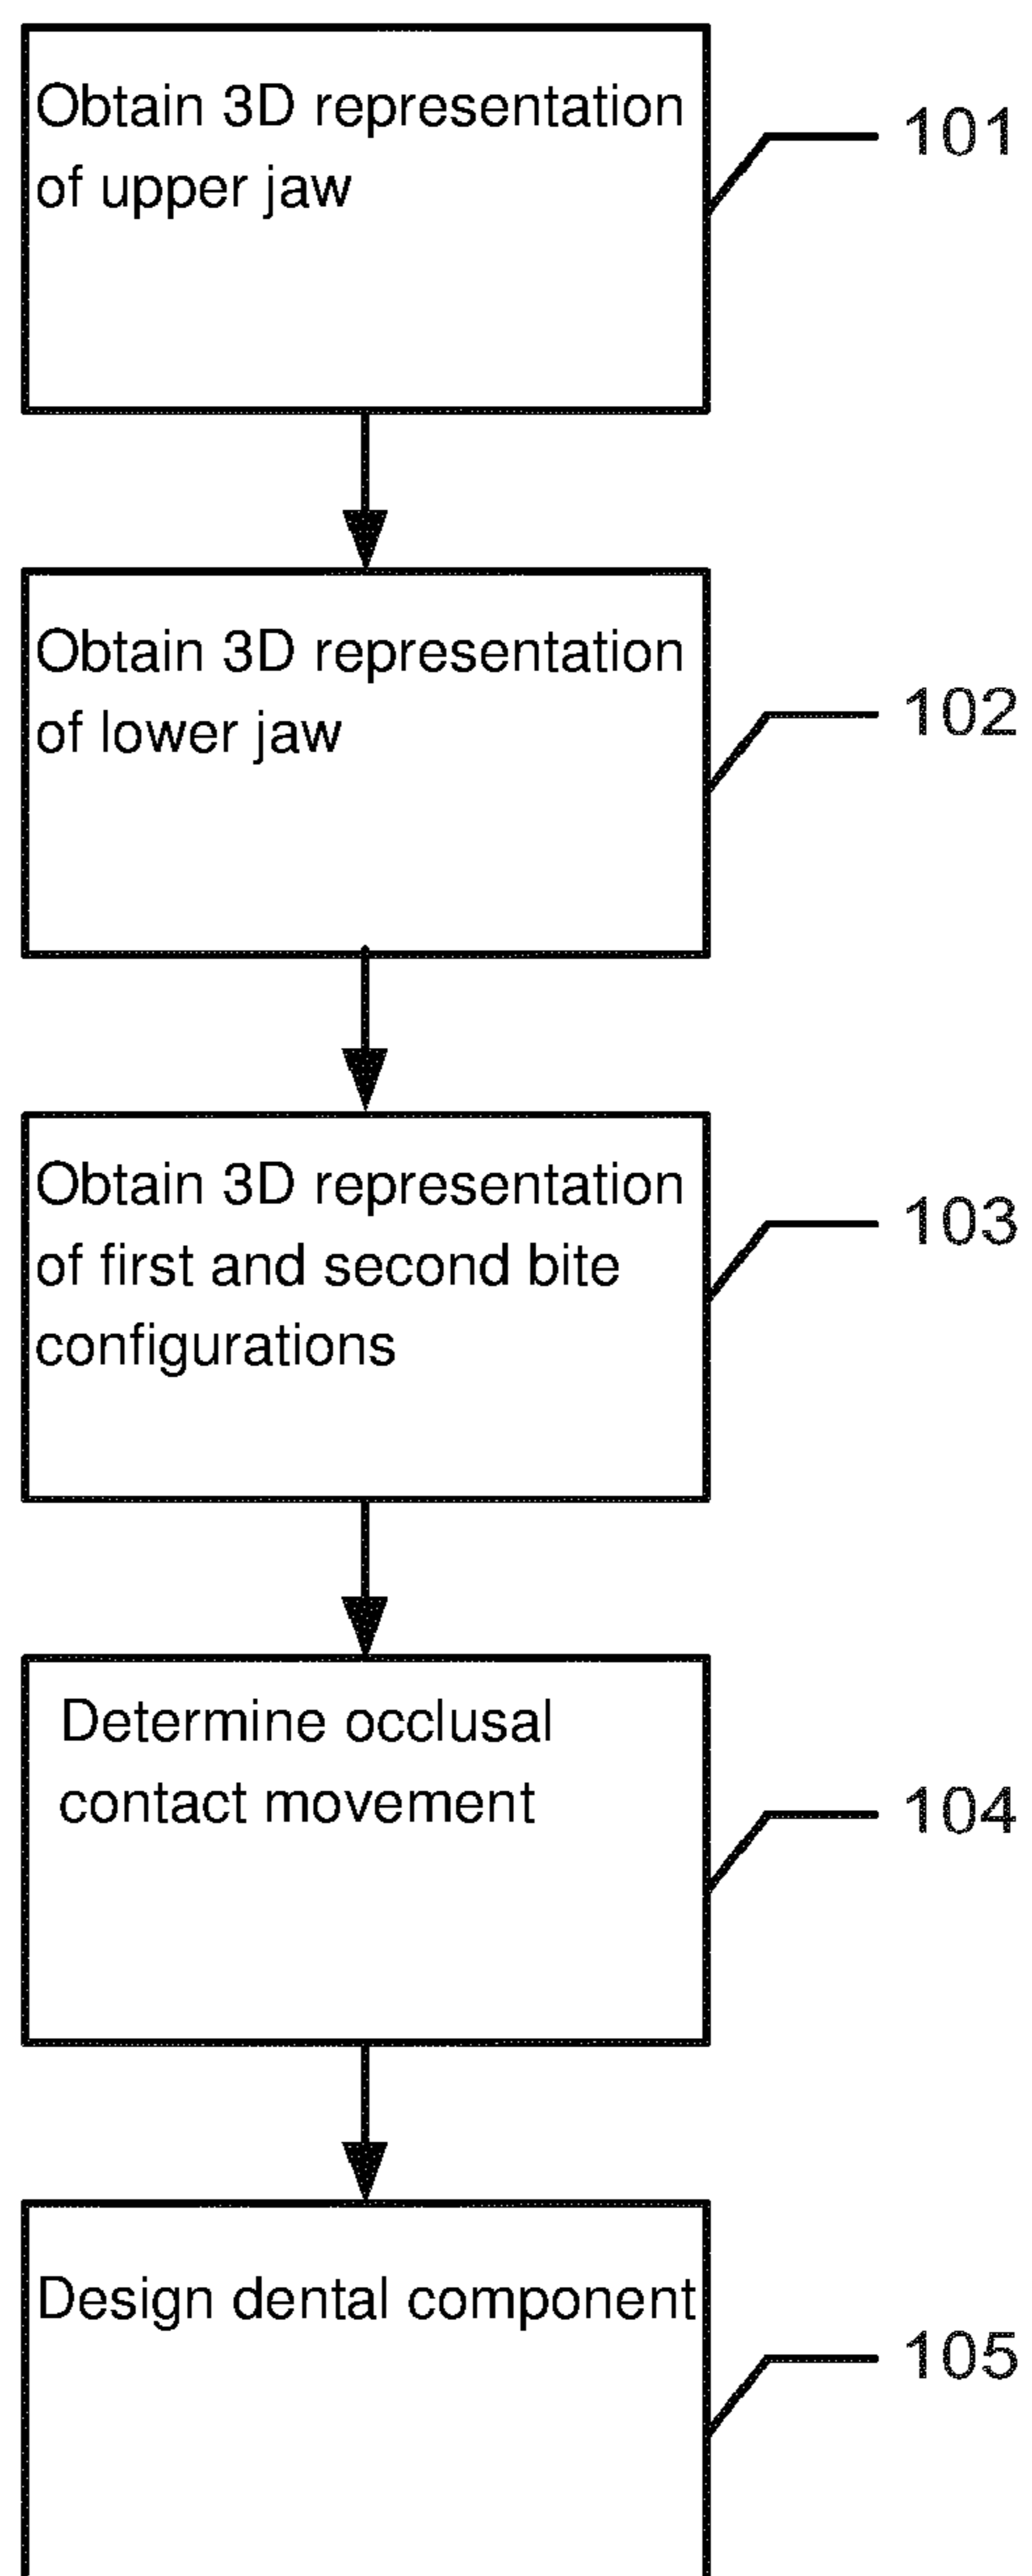 Obtain 3D representation
of upper jaw
101
Obtain 3D representation
of lower jaw
102
Obtain 3D representation
of first and second bite
configurations
103
Determine occlusal
contact movement
104
Design dental component
105